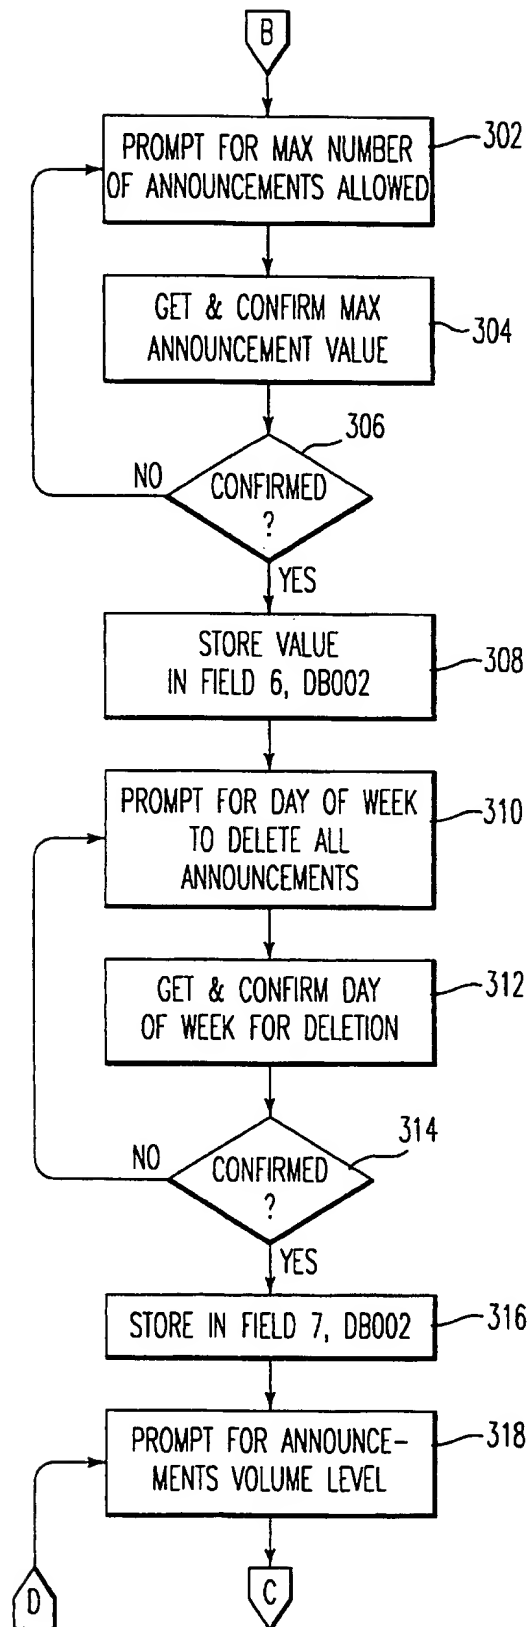 B
PROMPT FOR MAX NUMBER
OF ANNOUNCEMENTS ALLOWED
302
GET & CONFIRM MAX
ANNOUNCEMENT VALUE
304
306
NO
CONFIRMED
?
YES
STORE VALUE
IN FIELD 6, DB002
308
PROMPT FOR DAY OF WEEK
TO DELETE ALL
ANNOUNCEMENTS
310
GET & CONFIRM DAY
OF WEEK FOR DELETION
312
314
NO
CONFIRMED
?
YES
STORE IN FIELD 7, DB002
316
PROMPT FOR ANNOUNCE-
MENTS VOLUME LEVEL
318
D
C